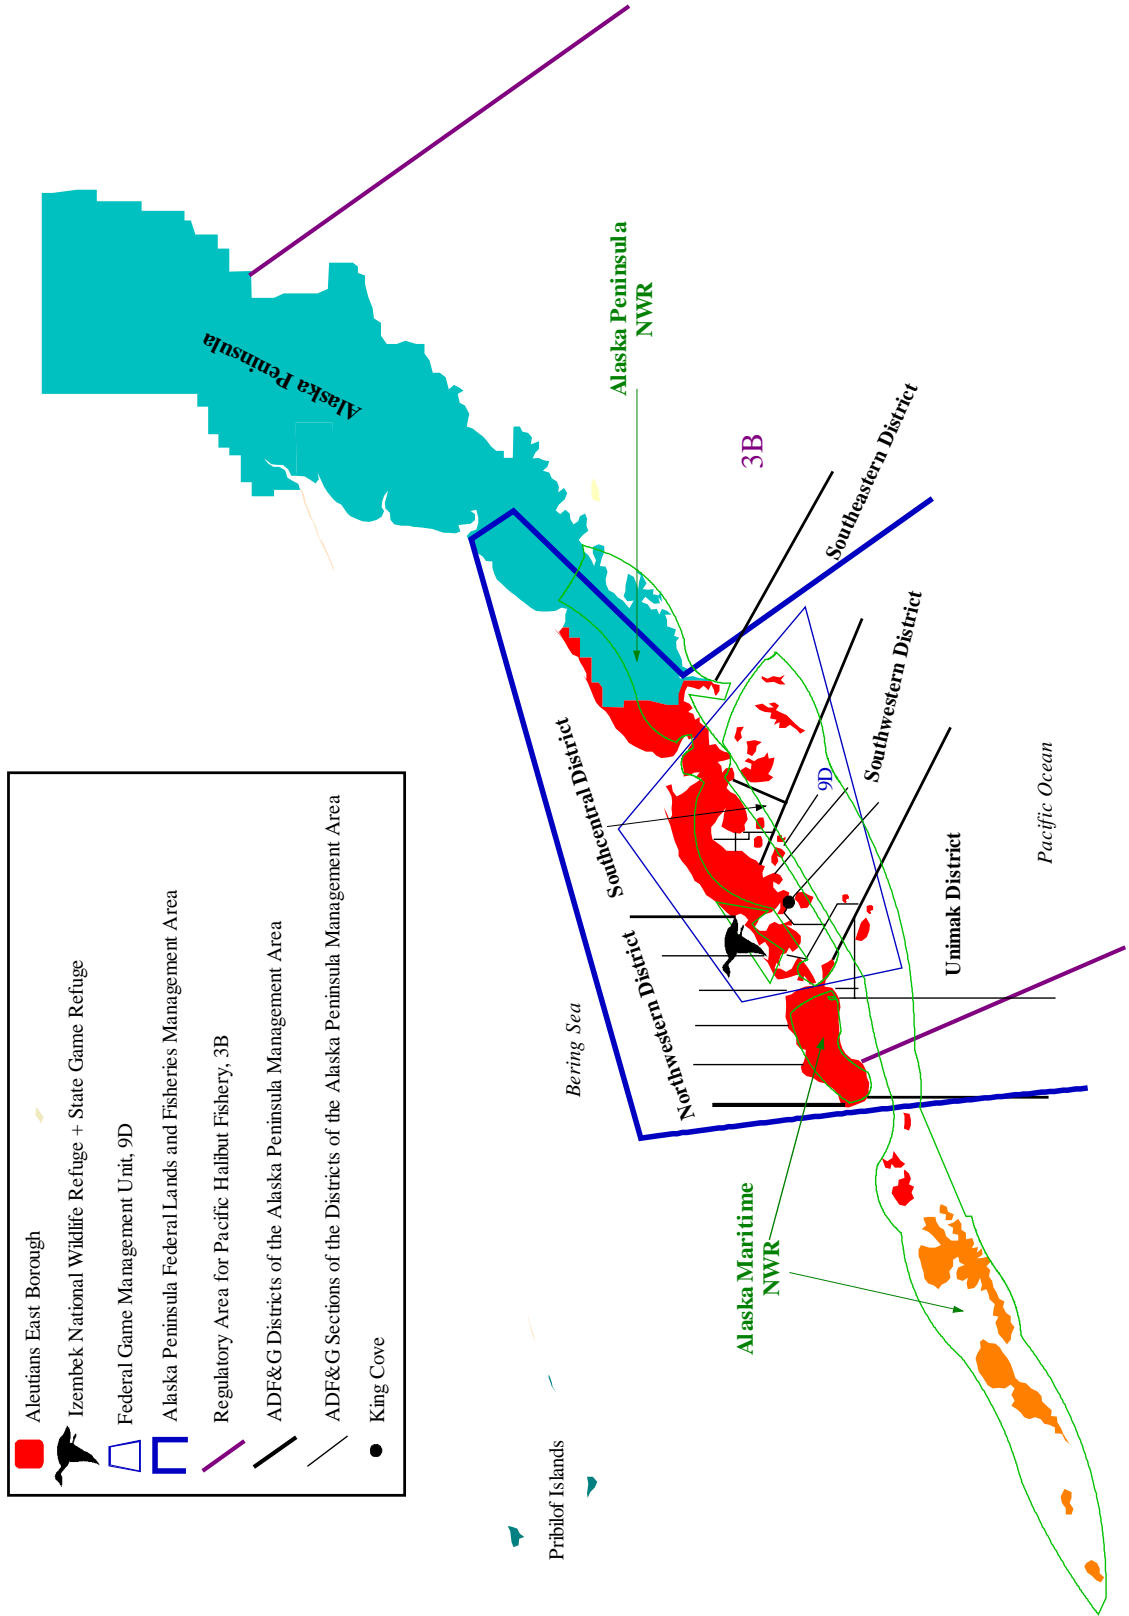 Aleutians East Borough
Izembek National Wildlife Refuge + State Game Refuge
Federal Game Management Unit, 9D
Alaska Peninsula Federal Lands and Fisheries Management Area
Regulatory Area for Pacific Halibut Fishery, 3B
ADF&G Districts of the Alaska Peninsula Management Area
ADF&G Sections of the Districts of the Alaska Peninsula Management Area
King Cove
Alaska Peninsula
Alaska Peninsula
NWR
3B
Southeastern District
Southwestern District
9D
Southcentral District
Northwestern District
Unimak District
Bering Sea
Pacific Ocean
Alaska Maritime
NWR
Pribilof Islands